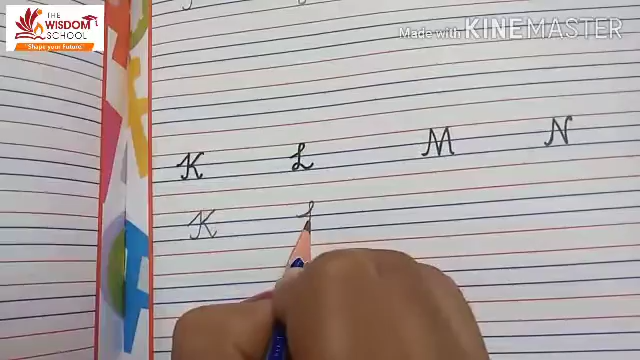 THE WISDOM SCHOOL
"Shape your Future"
Made with KINEMASTER
K L M N
K